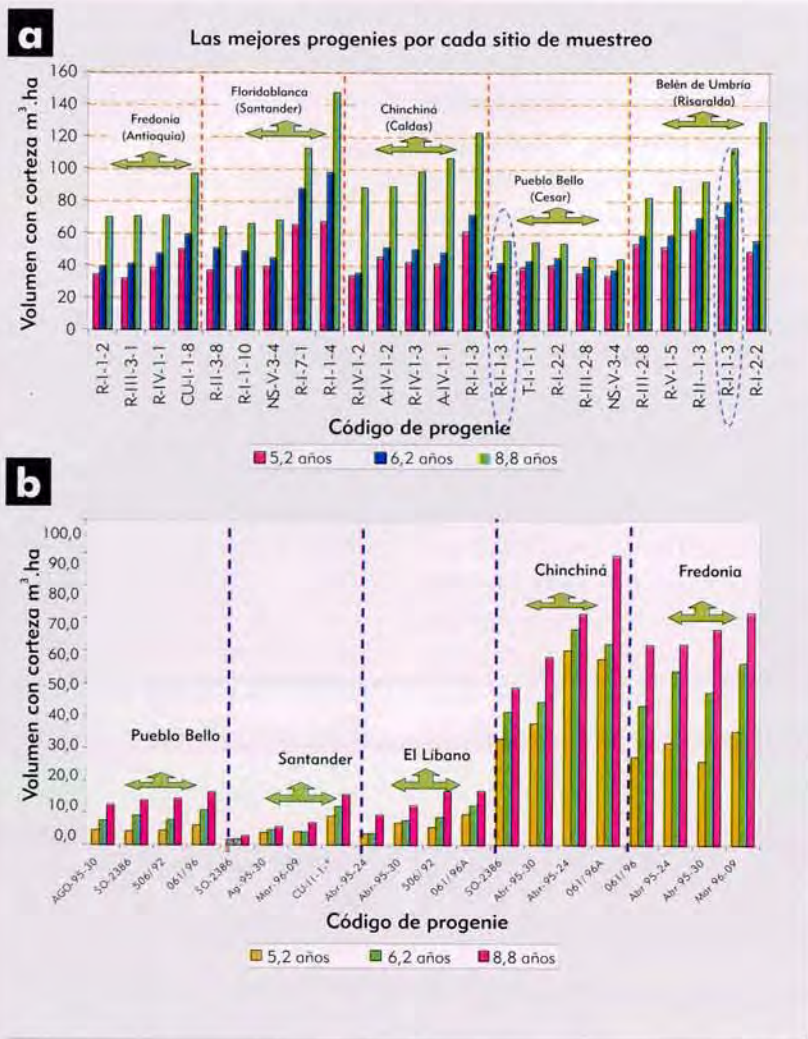 a
Las mejores progenies por cada sitio de muestreo
Volumen con corteza m³.ha
160
140
120
100
80
60
40
20
0
Fredonia
(Antioquia)
Floridablanca
(Santander)
Chinchiná
(Caldas)
Pueblo Bello
(Cesar)
Belén de Umbría
(Risaralda)
R-I-1-2
R-III-3-1
R-IV-1-1
CU-I-1-8
R-II-3-8
R-I-1-10
NS-V-3-4
R-I-7-1
R-I-1-4
R-IV-1-2
A-IV-1-2
R-IV-1-3
A-IV-1-1
R-I-1-3
R-I-1-3
T-I-1-1
R-I-2-2
R-III-2-8
NS-V-3-4
R-III-2-8
R-V-1-5
R-II--1-3
R-I-1-3
R-I-2-2
Código de progenie
5,2 años 6,2 años 8,8 años
b
Volumen con corteza m³.ha
100,0
90,0
80,0
70,0
60,0
50,0
40,0
30,0
20,0
10,0
0,0
Pueblo Bello
Santander
El Líbano
Chinchiná
Fredonia
AGO-95-30
SO-2386
506/92
061/96
SO-2386
Ag-95-30
Mar-96-09
CU-11-1-*
Abr-95-24
Abr-95-30
506/92
061/96A
SO-2386
Abr-95-30
Abr-95-24
061/96A
061/96
Abr-95-24
Abr-95-30
Mar 96-09
Código de progenie
5,2 años 6,2 años 8,8 años